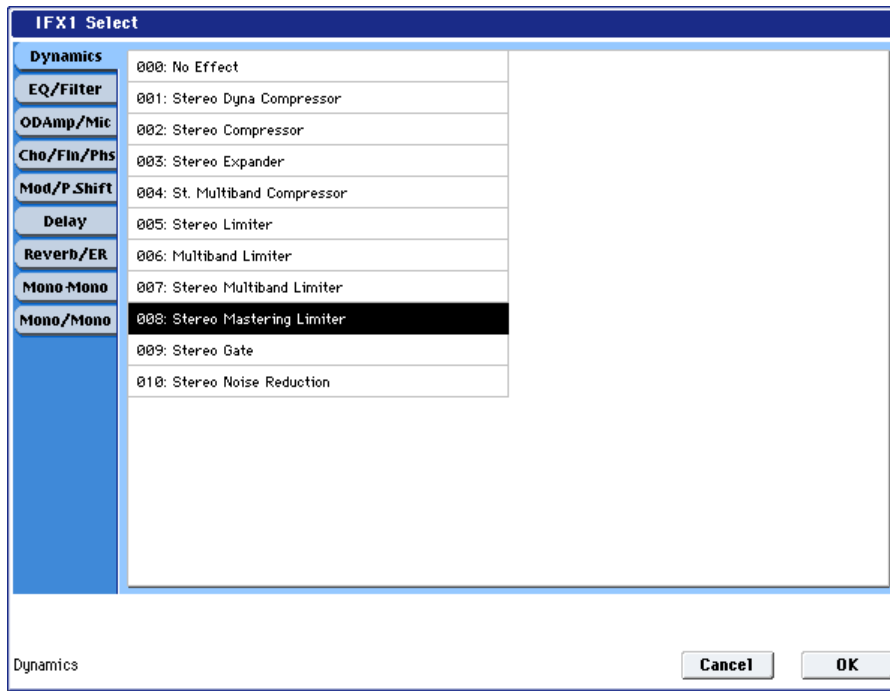 IFX1 Select
Dynamics
EQ/Filter
ODAmp/Mic
Cho/Fln/Phs
Mod/P.Shift
Delay
Reverb/ER
Mono-Mono
Mono/Mono
000: No Effect
001: Stereo Dyna Compressor
002: Stereo Compressor
003: Stereo Expander
004: St. Multiband Compressor
005: Stereo Limiter
006: Multiband Limiter
007: Stereo Multiband Limiter
008: Stereo Mastering Limiter
009: Stereo Gate
010: Stereo Noise Reduction
Dynamics
Cancel
OK